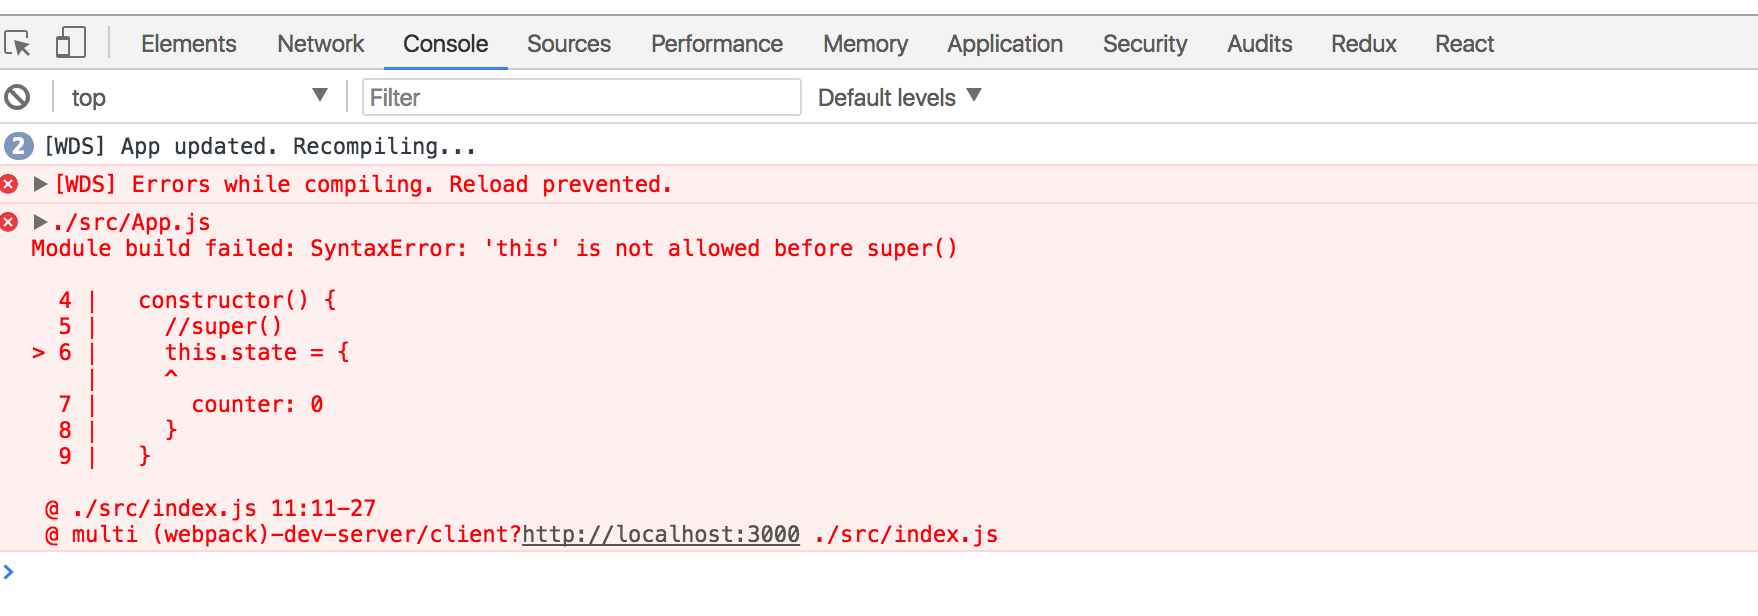 Elements Network Console Sources Performance Memory Application Security Audits Redux React
top ▼ Filter Default levels ▼
2 [WDS] App updated. Recompiling...
▶[WDS] Errors while compiling. Reload prevented.
▶./src/App.js
Module build failed: SyntaxError: 'this' is not allowed before super()
4 |   constructor() {
5 |     //super()
> 6 |     this.state = {
|     ^
7 |       counter: 0
8 |     }
9 |   }
@ ./src/index.js 11:11-27
@ multi (webpack)-dev-server/client?http://localhost:3000 ./src/index.js
>